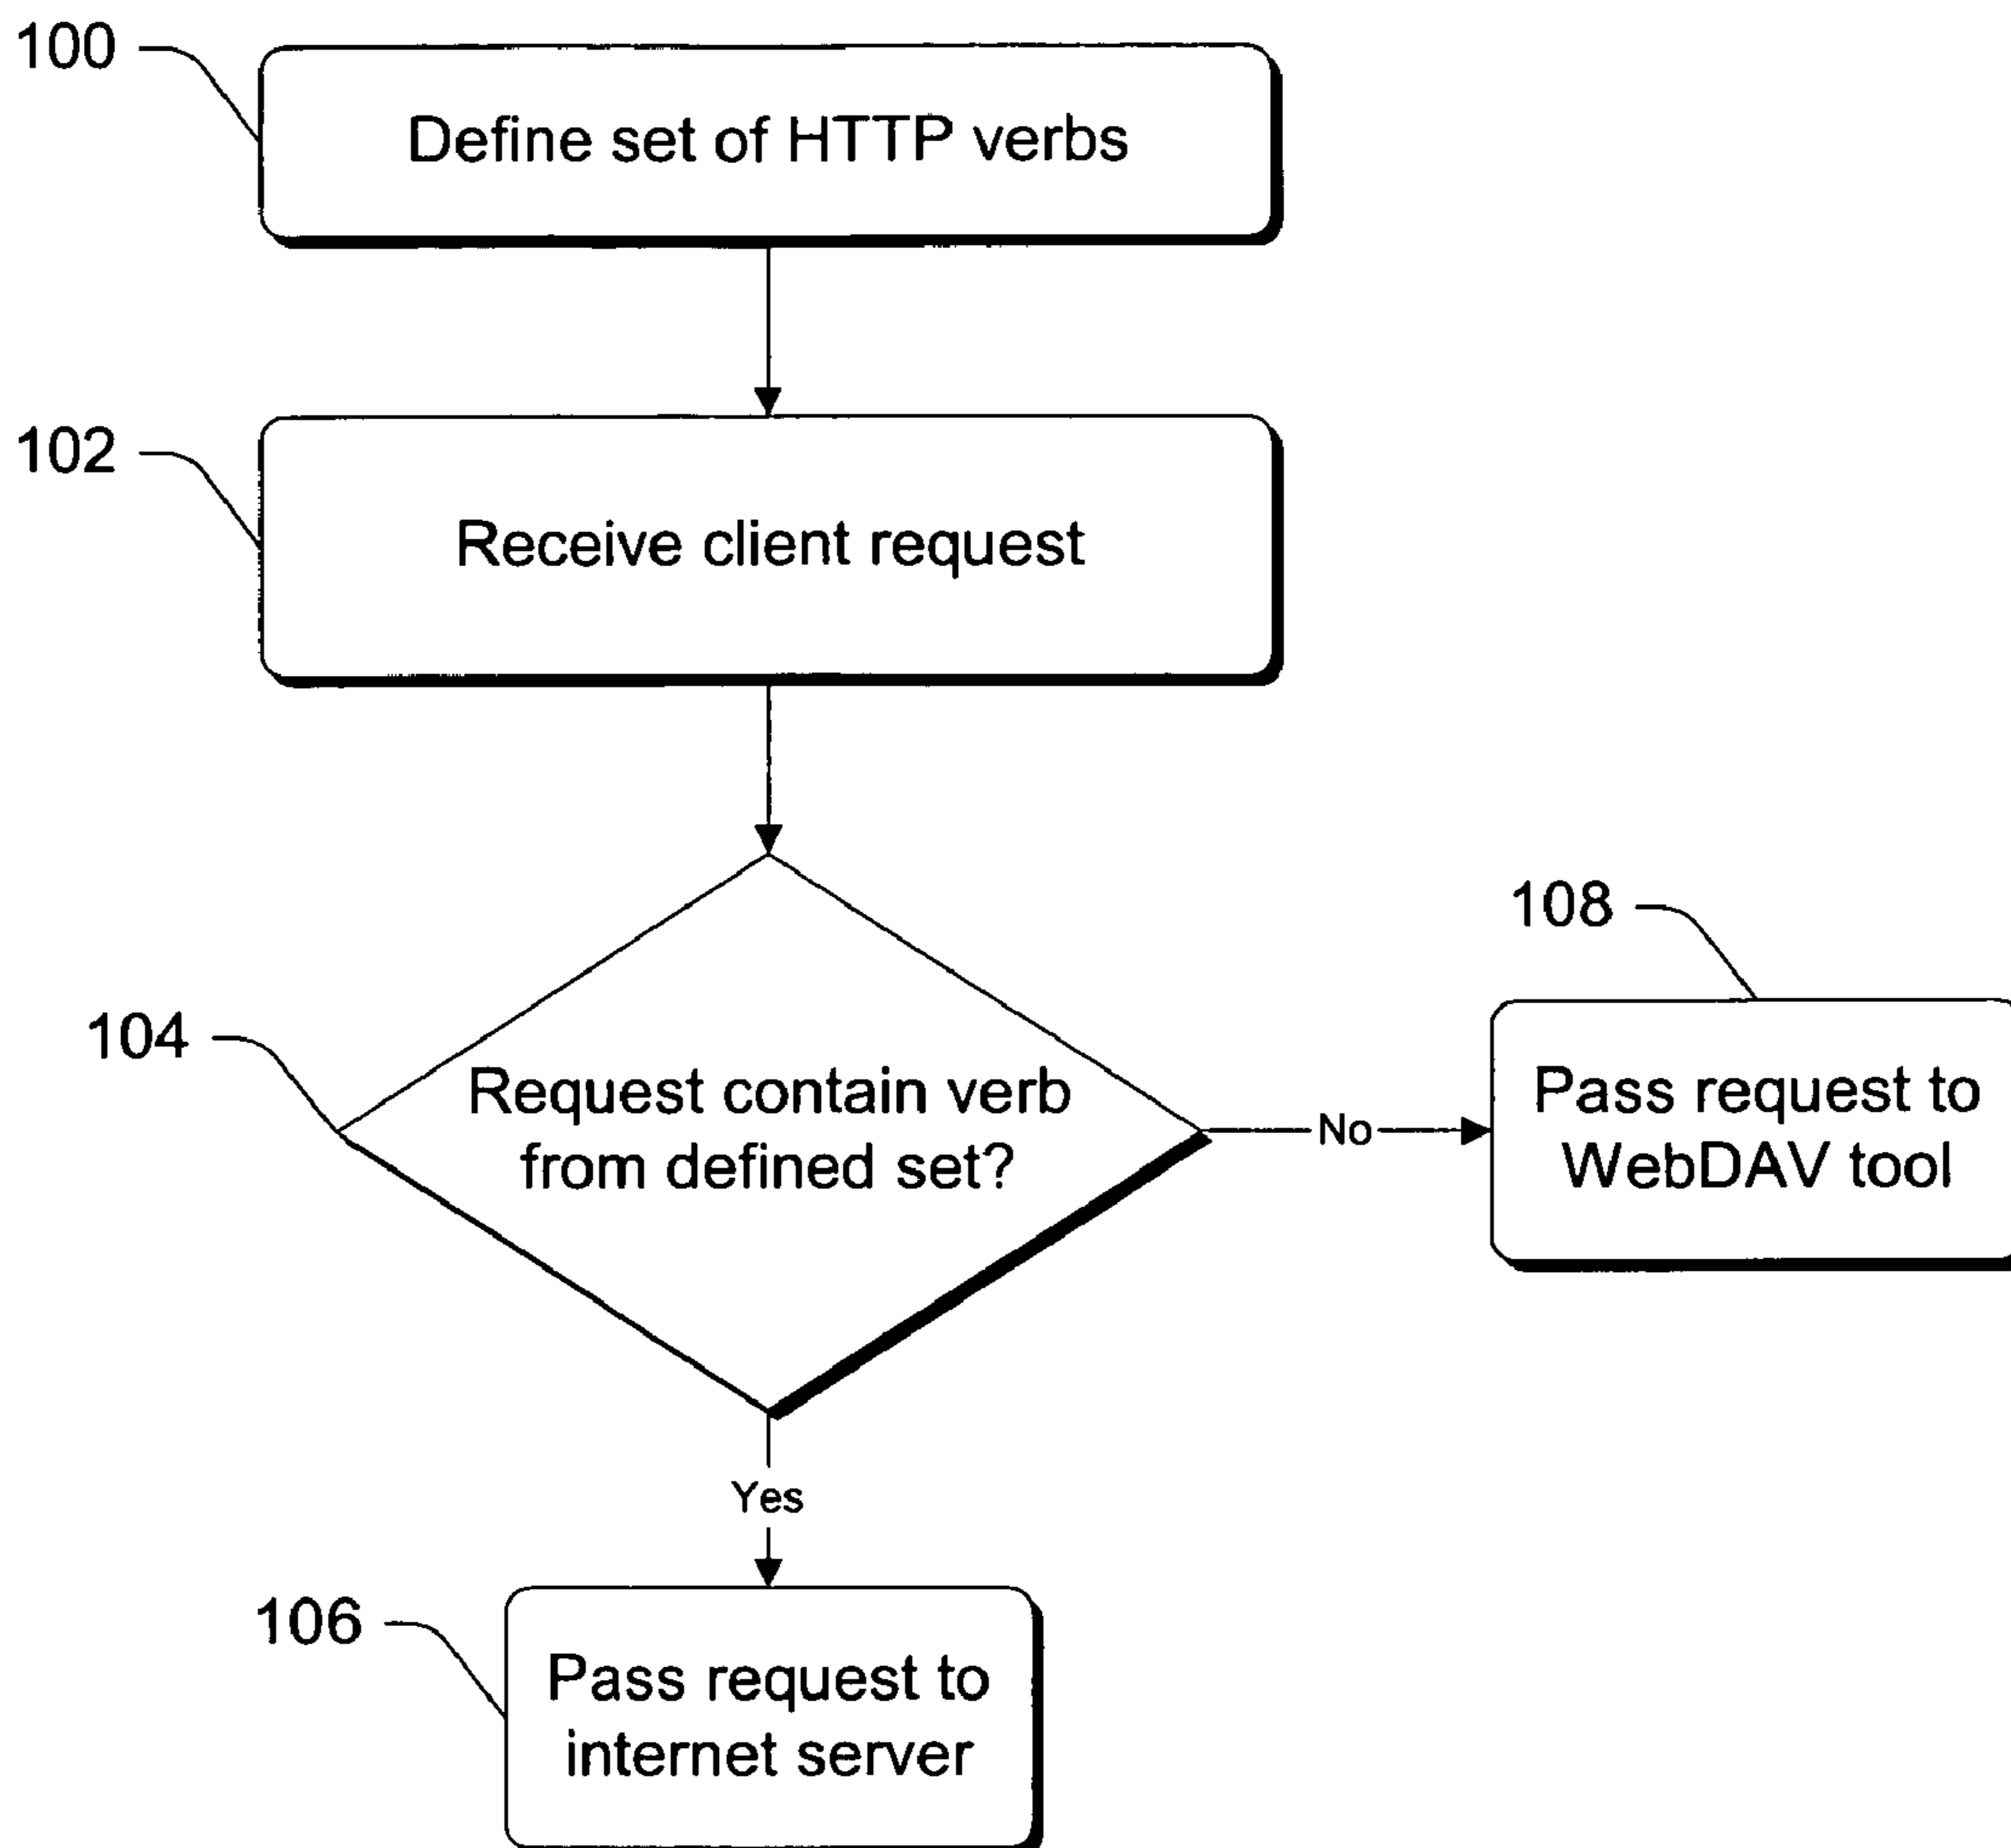 100
Define set of HTTP verbs
102
Receive client request
104
Request contain verb
from defined set?
No
108
Pass request to
WebDAV tool
Yes
106
Pass request to
internet server